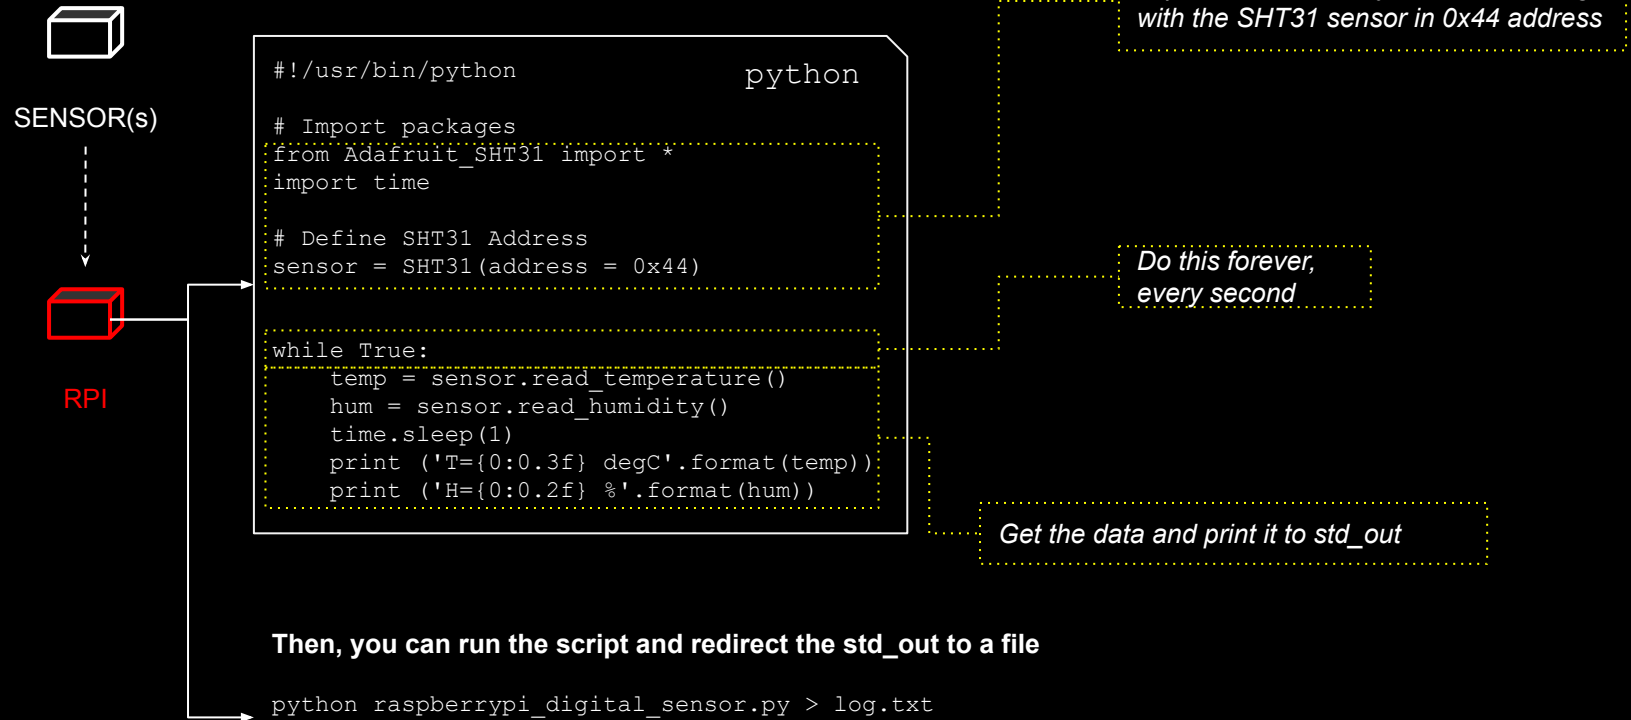 with the SHT31 sensor in 0x44 address
SENSOR(s)
RPI
python
#!/usr/bin/python
# Import packages
from Adafruit_SHT31 import *
import time
# Define SHT31 Address
sensor = SHT31(address = 0x44)
while True:
    temp = sensor.read_temperature()
    hum = sensor.read_humidity()
    time.sleep(1)
    print ('T={0:0.3f} degC'.format(temp))
    print ('H={0:0.2f} %'.format(hum))
Do this forever,
every second
Get the data and print it to std_out
Then, you can run the script and redirect the std_out to a file
python raspberrypi_digital_sensor.py > log.txt